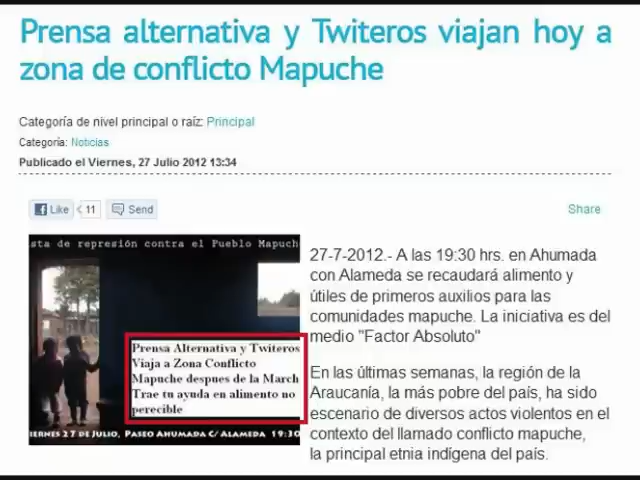 Prensa alternativa y Twiteros viajan hoy a
zona de conflicto Mapuche
Categoría de nivel principal o raíz: Principal
Categoría: Noticias
Publicado el Viernes, 27 Julio 2012 13:34
Like 11 Send
Share
sta de represión contra el Pueblo Mapuch
Prensa Alternativa y Twiteros
Viaja a Zona Conflicto
Mapuche despues de la March
Trae tu ayuda en alimento no
perecible
IERNES 27 DE JULIO, PASEO AHUMADA C/ ALAMEDA 19:30
27-7-2012.- A las 19:30 hrs. en Ahumada
con Alameda se recaudará alimento y
útiles de primeros auxilios para las
comunidades mapuche. La iniciativa es del
medio "Factor Absoluto"
En las últimas semanas, la región de la
Araucanía, la más pobre del país, ha sido
escenario de diversos actos violentos en el
contexto del llamado conflicto mapuche,
la principal etnia indígena del país.